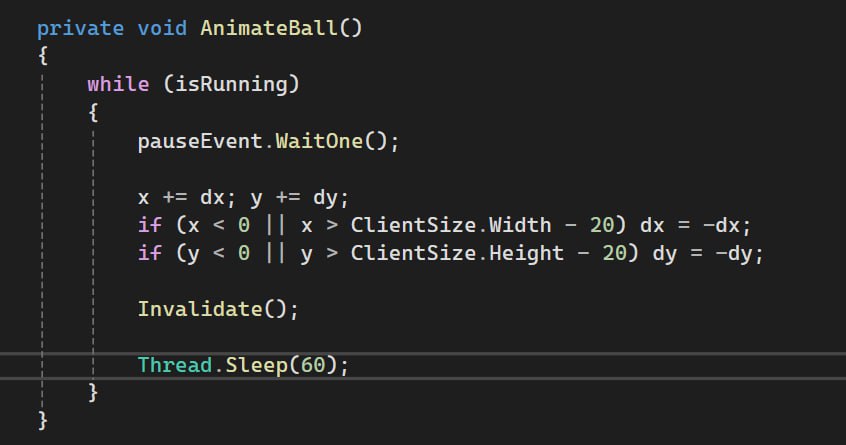 private void AnimateBall()
{
while (isRunning)
{
pauseEvent.WaitOne();
x += dx; y += dy;
if (x < 0 || x > ClientSize.Width - 20) dx = -dx;
if (y < 0 || y > ClientSize.Height - 20) dy = -dy;
Invalidate();
Thread.Sleep(60);
}
}